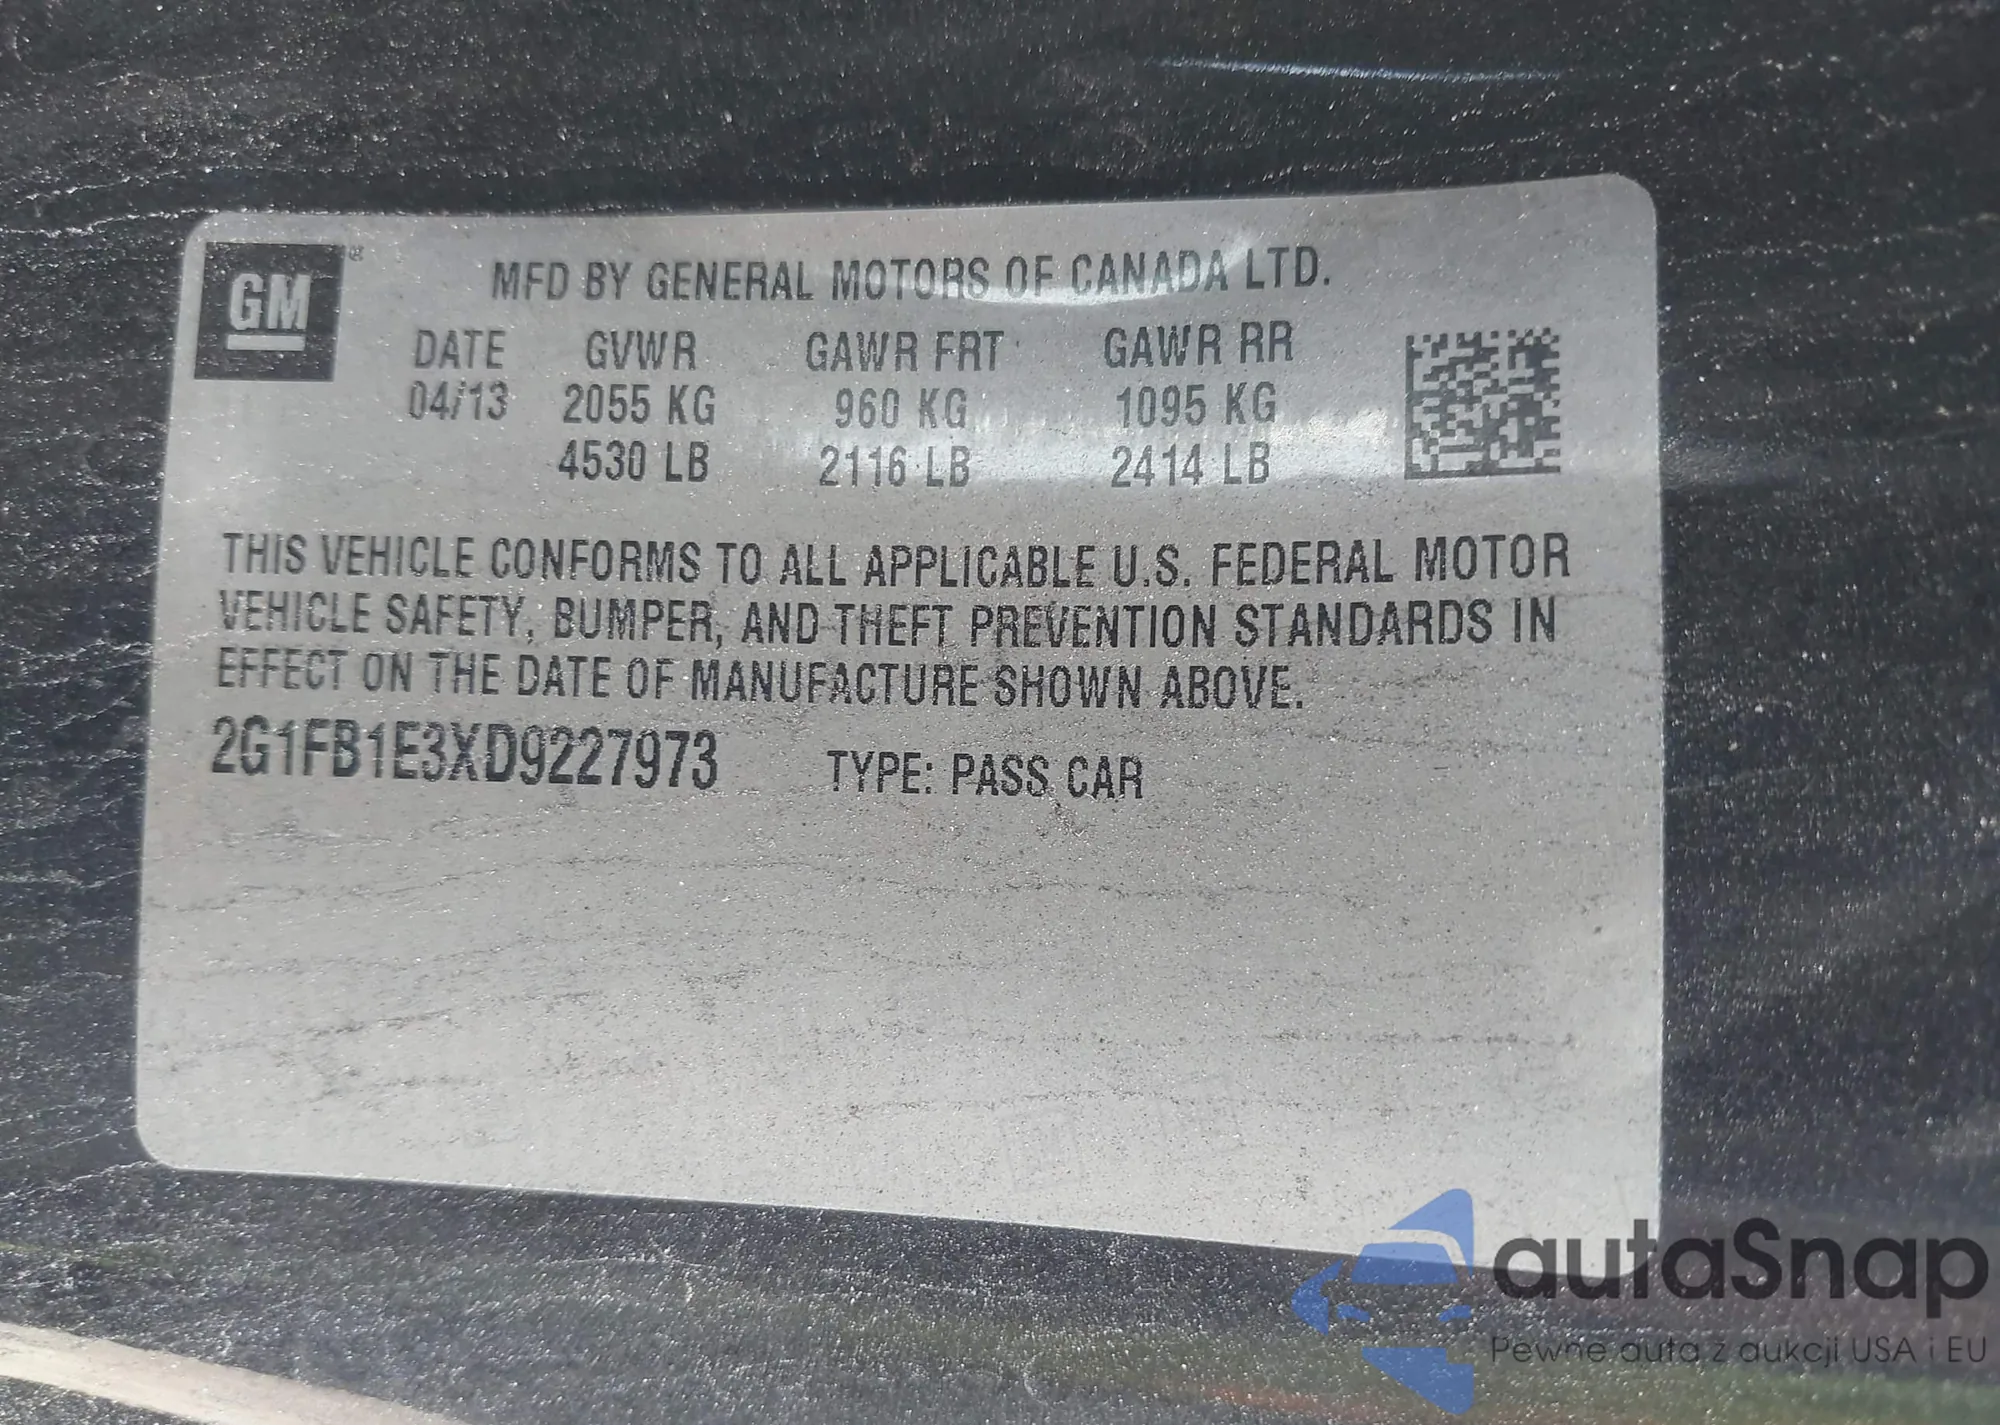 GM®
MFD BY GENERAL MOTORS OF CANADA LTD.
DATE GVWR GAWR FRT GAWR RR
04/13 2055 KG 960 KG 1095 KG
4530 LB 2116 LB 2414 LB
THIS VEHICLE CONFORMS TO ALL APPLICABLE U.S. FEDERAL MOTOR
VEHICLE SAFETY, BUMPER, AND THEFT PREVENTION STANDARDS IN
EFFECT ON THE DATE OF MANUFACTURE SHOWN ABOVE.
2G1FB1E3XD9227973 TYPE: PASS CAR
autaSnap
Pewne auta z aukcji USA i EU